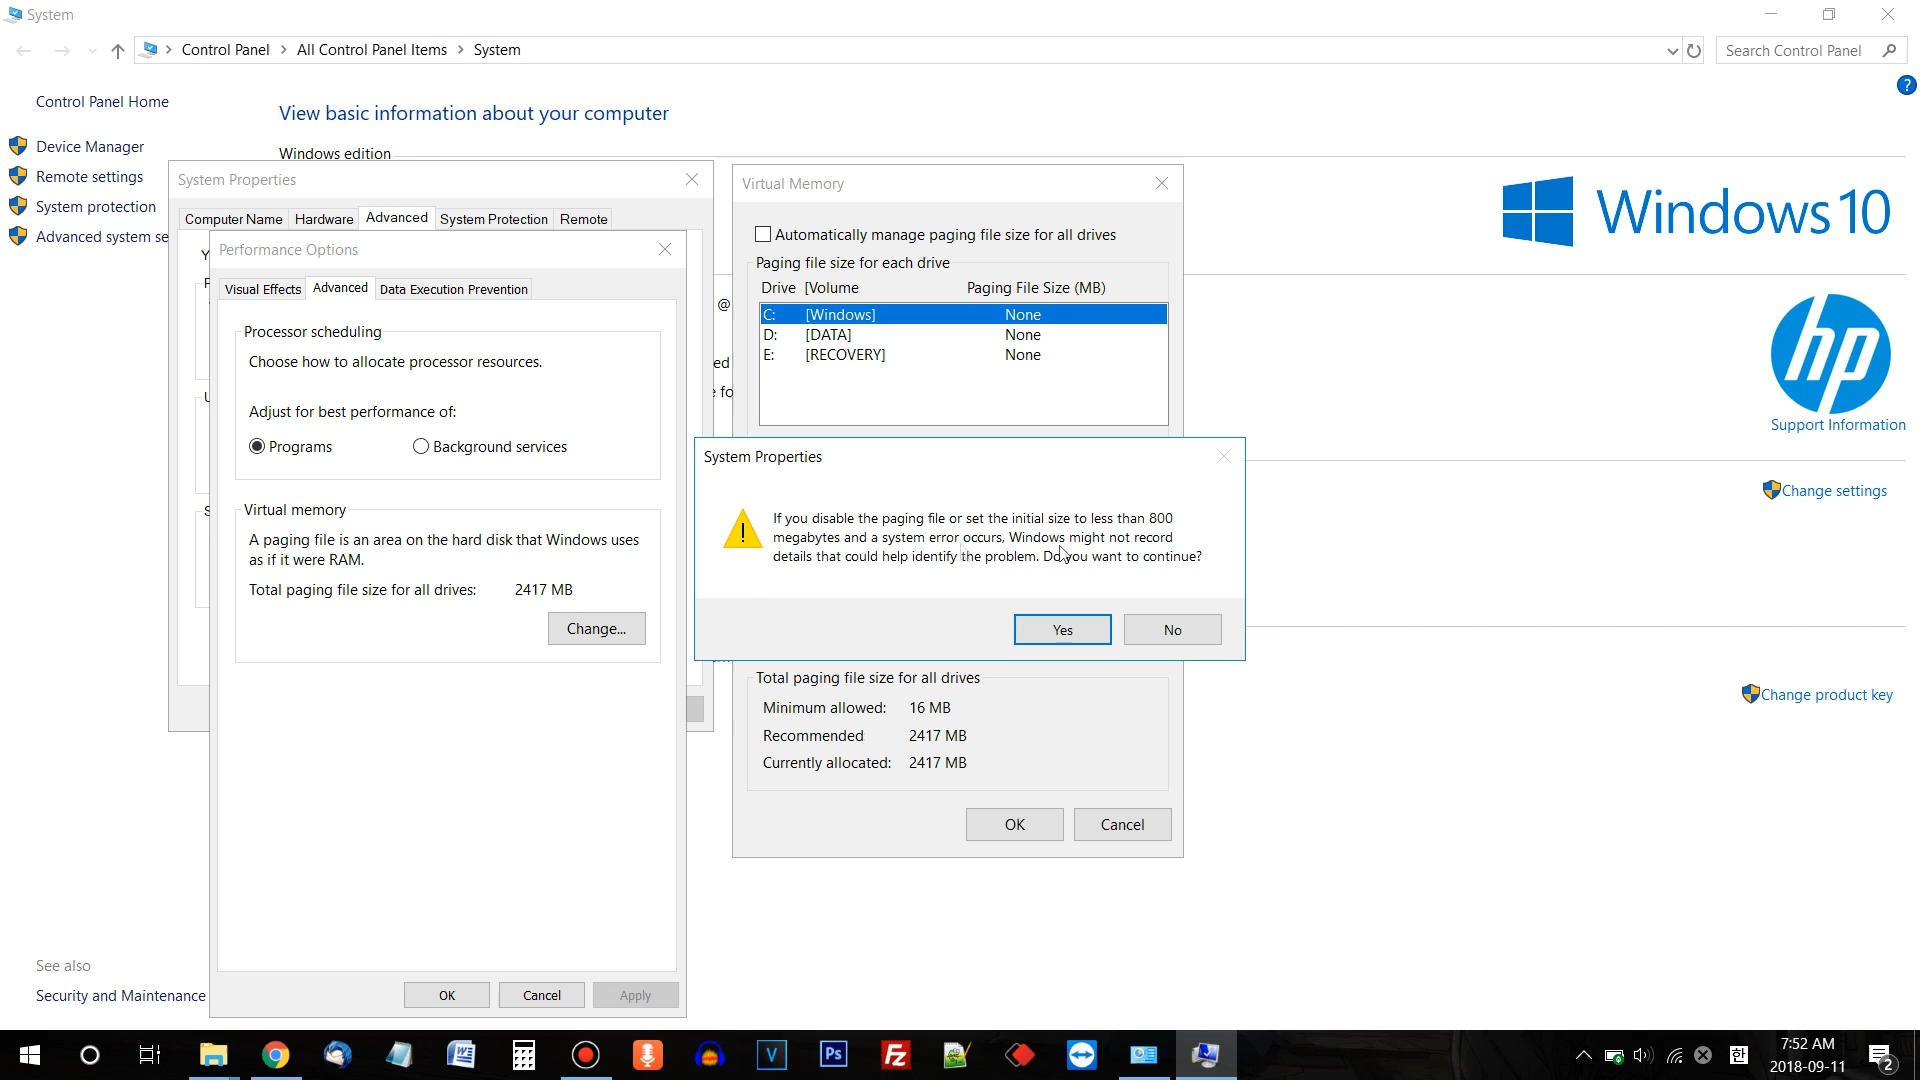 System
Control Panel > All Control Panel Items > System
Search Control Panel
?
Control Panel Home
Device Manager
Remote settings
System protection
Advanced system se
View basic information about your computer
Windows edition
Windows 10
hp
Support Information
Change settings
Change product key
@
ed
fo
System Properties
Computer Name
Hardware
Advanced
System Protection
Remote
Performance Options
Visual Effects
Advanced
Data Execution Prevention
Processor scheduling
Choose how to allocate processor resources.
Adjust for best performance of:
Programs
Background services
Virtual memory
A paging file is an area on the hard disk that Windows uses
as if it were RAM.
Total paging file size for all drives: 2417 MB
Change...
OK
Cancel
Apply
Virtual Memory
Automatically manage paging file size for all drives
Paging file size for each drive
Drive [Volume Paging File Size (MB)
C: [Windows] None
D: [DATA] None
E: [RECOVERY] None
System Properties
If you disable the paging file or set the initial size to less than 800
megabytes and a system error occurs, Windows might not record
details that could help identify the problem. Do you want to continue?
Yes
No
Total paging file size for all drives
Minimum allowed: 16 MB
Recommended 2417 MB
Currently allocated: 2417 MB
OK
Cancel
See also
Security and Maintenance
W
V
Ps
Fz
한
7:52 AM
2018-09-11
2